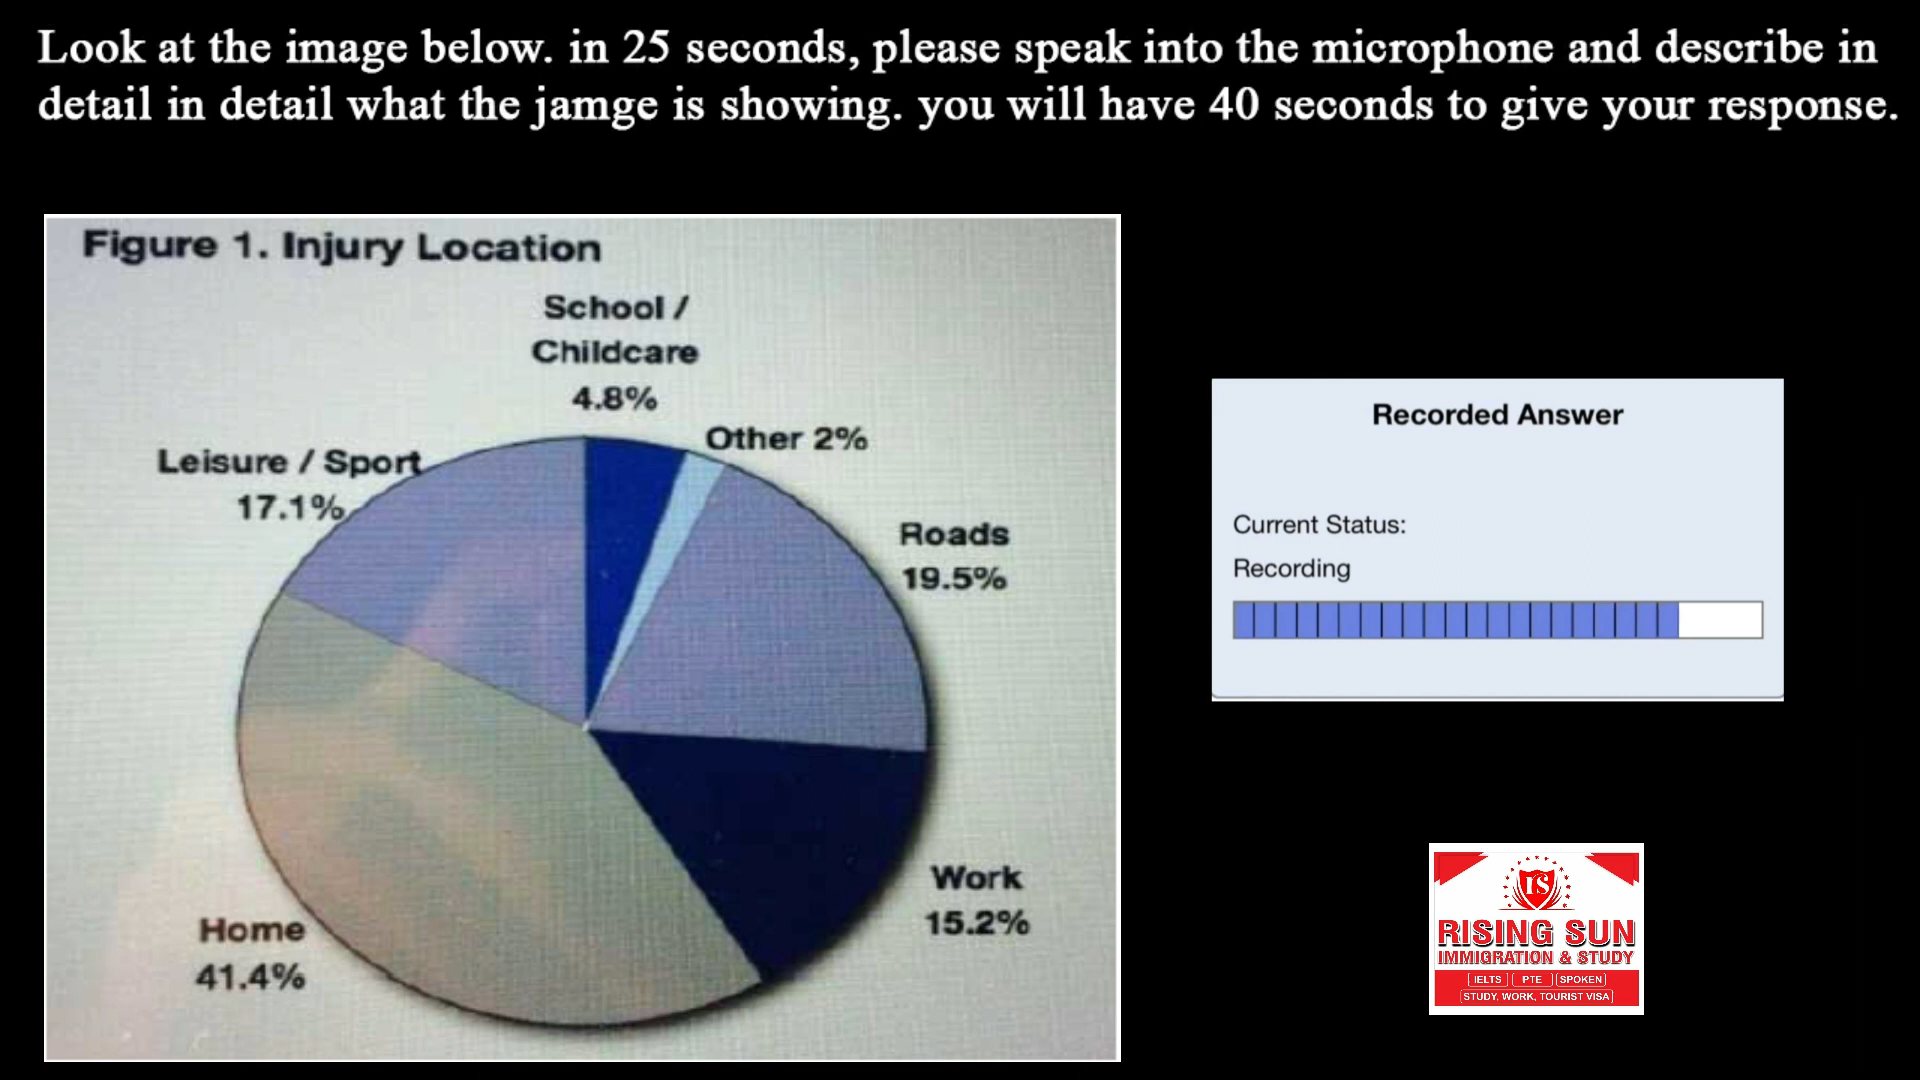 Look at the image below. in 25 seconds, please speak into the microphone and describe in
detail in detail what the jamge is showing. you will have 40 seconds to give your response.
Figure 1. Injury Location
School /
Childcare
4.8%
Other 2%
Leisure / Sport
17.1%
Roads
19.5%
Work
15.2%
Home
41.4%
Recorded Answer
Current Status:
Recording
RS
RISING SUN
IMMIGRATION & STUDY
IELTS PTE SPOKEN
STUDY, WORK, TOURIST VISA